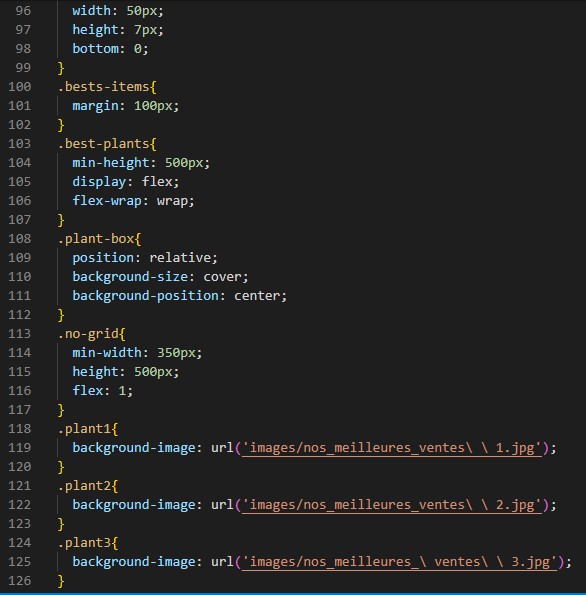 96 width: 50px;
97 height: 7px;
98 bottom: 0;
99 }
100 .bests-items{
101 margin: 100px;
102 }
103 .best-plants{
104 min-height: 500px;
105 display: flex;
106 flex-wrap: wrap;
107 }
108 .plant-box{
109 position: relative;
110 background-size: cover;
111 background-position: center;
112 }
113 .no-grid{
114 min-width: 350px;
115 height: 500px;
116 flex: 1;
117 }
118 .plant1{
119 background-image: url('images/nos_meilleures_ventes\ \ 1.jpg');
120 }
121 .plant2{
122 background-image: url('images/nos_meilleures_ventes\ \ 2.jpg');
123 }
124 .plant3{
125 background-image: url('images/nos_meilleures_\ ventes\ \ 3.jpg');
126 }